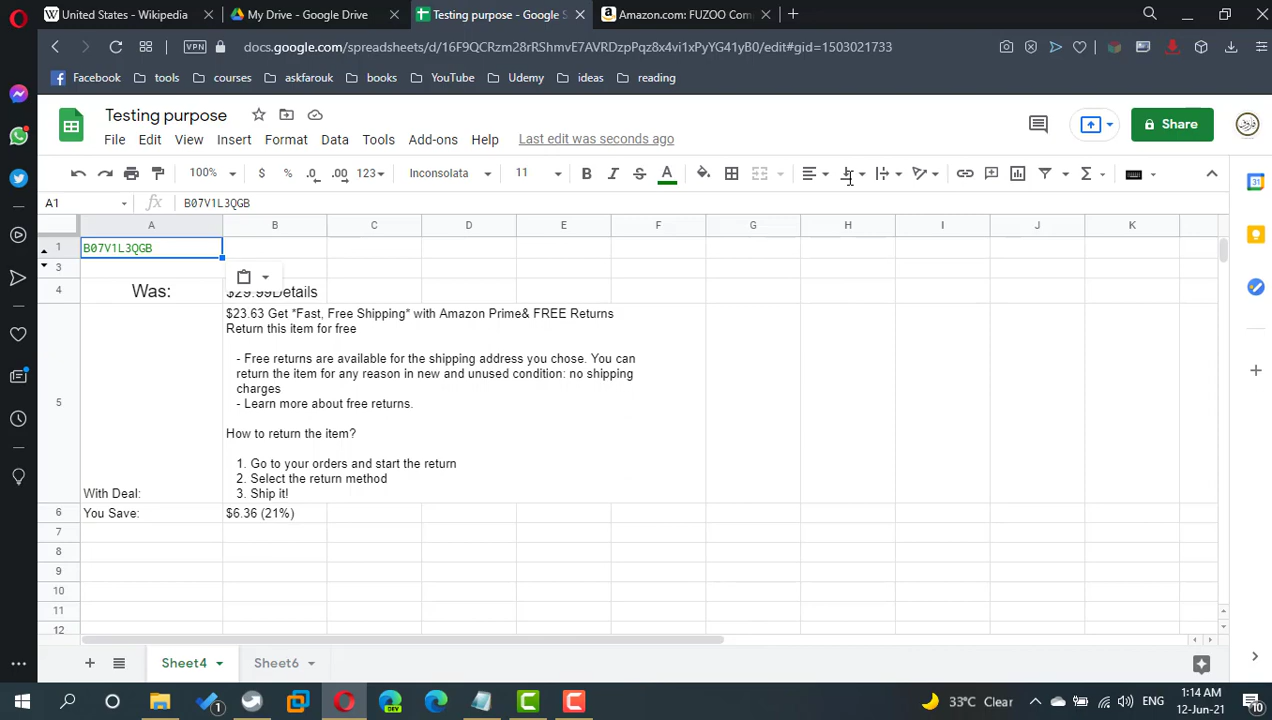 United States - Wikipedia
My Drive - Google Drive
Testing purpose - Google S
Amazon.com: FUZOO Com
VPN
docs.google.com/spreadsheets/d/16F9QCRzm28rRShmvE7AVRDzpPqz8x4vi1xPyYG41yB0/edit#gid=1503021733
Facebook
tools
courses
askfarouk
books
YouTube
Udemy
ideas
reading
Testing purpose
File Edit View Insert Format Data Tools Add-ons Help Last edit was seconds ago
Share
100% $ % .0 .00 123 Inconsolata 11 B I S A
A1 fx B07V1L3QGB
A B C D E F G H I J K
1 B07V1L3QGB
3
4 Was: $29.99Details
$23.63 Get "Fast, Free Shipping" with Amazon Prime& FREE Returns
Return this item for free
- Free returns are available for the shipping address you chose. You can
return the item for any reason in new and unused condition: no shipping
charges
- Learn more about free returns.
How to return the item?
1. Go to your orders and start the return
2. Select the return method
3. Ship it!
5 With Deal:
6 You Save: $6.36 (21%)
7
8
9
10
11
12
Sheet4
Sheet6
1
DEV
33°C Clear
ENG
1:14 AM
12-Jun-21
10